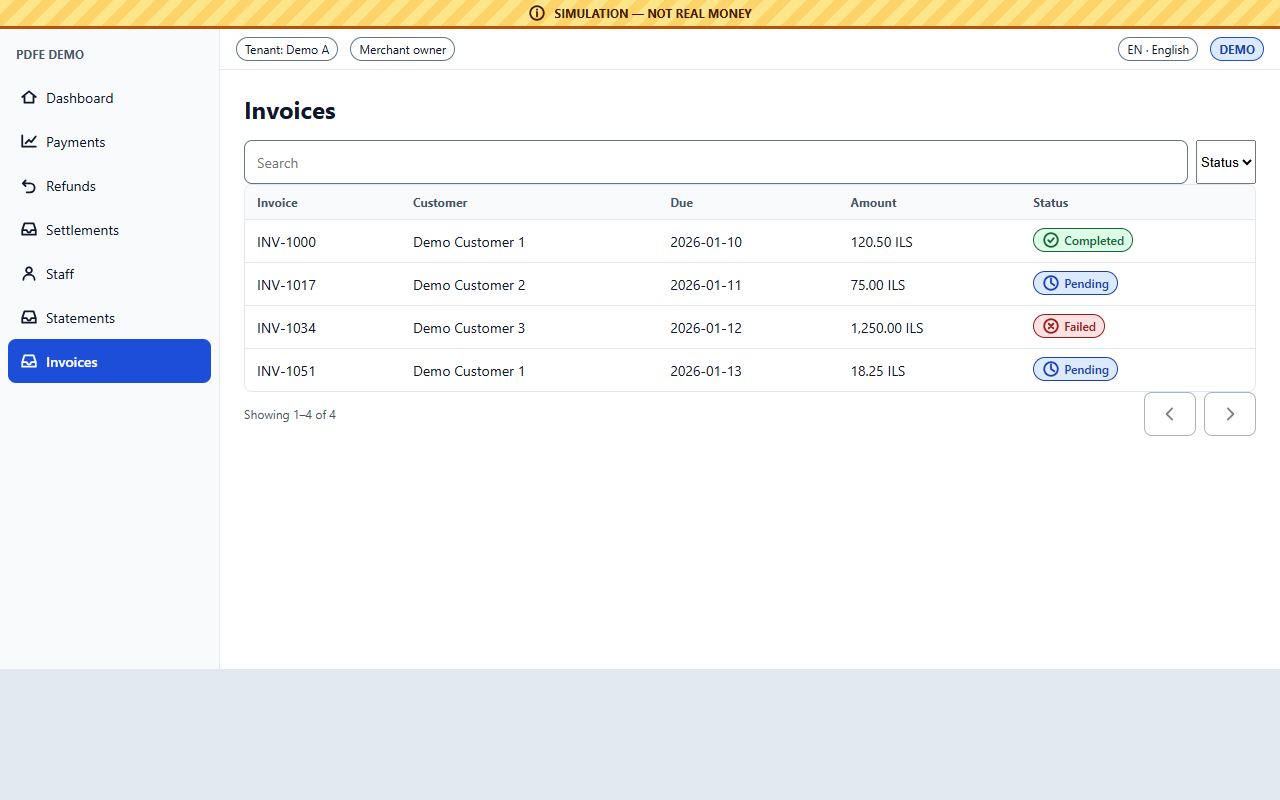 SIMULATION — NOT REAL MONEY
PDFE DEMO
Tenant: Demo A
Merchant owner
EN · English
DEMO
Dashboard
Payments
Refunds
Settlements
Staff
Statements
Invoices
Invoices
Search
Status
Invoice Customer Due Amount Status
INV-1000 Demo Customer 1 2026-01-10 120.50 ILS Completed
INV-1017 Demo Customer 2 2026-01-11 75.00 ILS Pending
INV-1034 Demo Customer 3 2026-01-12 1,250.00 ILS Failed
INV-1051 Demo Customer 1 2026-01-13 18.25 ILS Pending
Showing 1–4 of 4